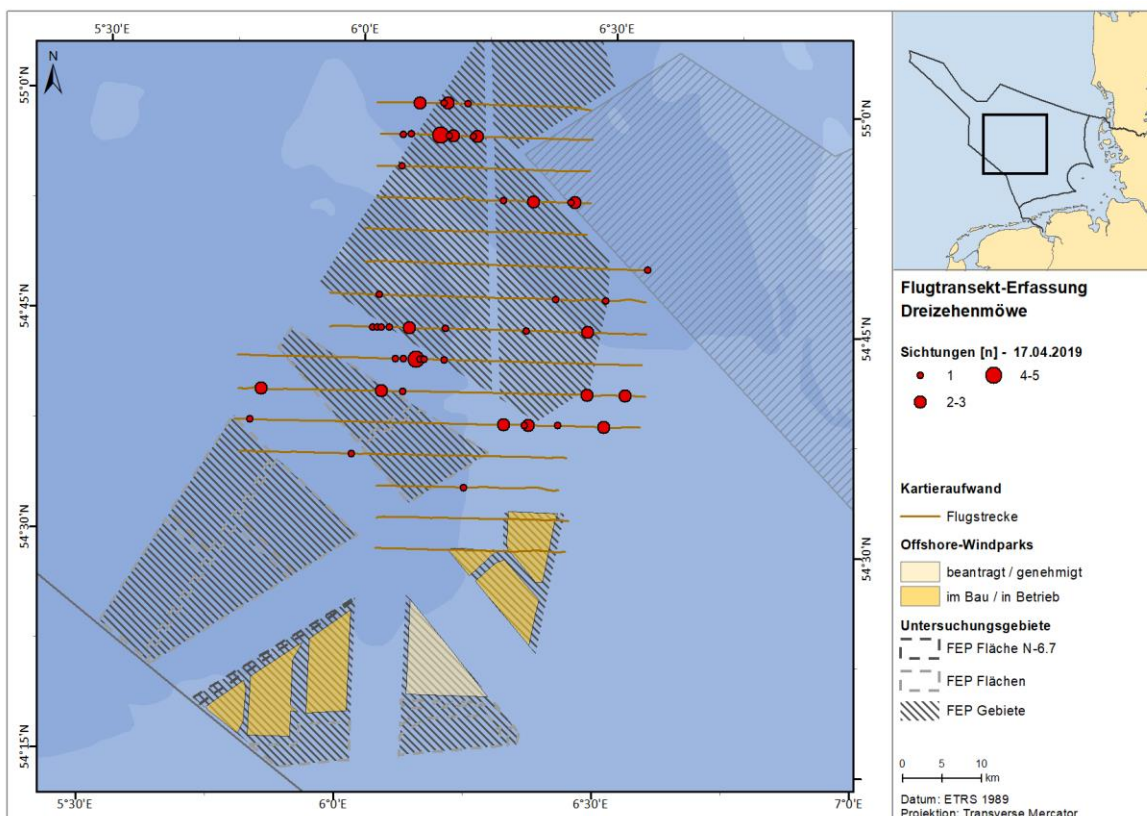 5°30'E
6°0'E
6°30'E
N
55°0'N
55°0'N
54°45'N
54°45'N
54°30'N
54°30'N
54°15'N
5°30'E
6°0'E
6°30'E
7°0'E
Flugtransekt-Erfassung
Dreizehenmöwe
Sichtungen [n] - 17.04.2019
1
4-5
2-3
Kartieraufwand
Flugstrecke
Offshore-Windparks
beantragt / genehmigt
im Bau / in Betrieb
Untersuchungsgebiete
FEP Fläche N-6.7
FEP Flächen
FEP Gebiete
0 5 10
km
Datum: ETRS 1989
Projektion: Transverse Mercator